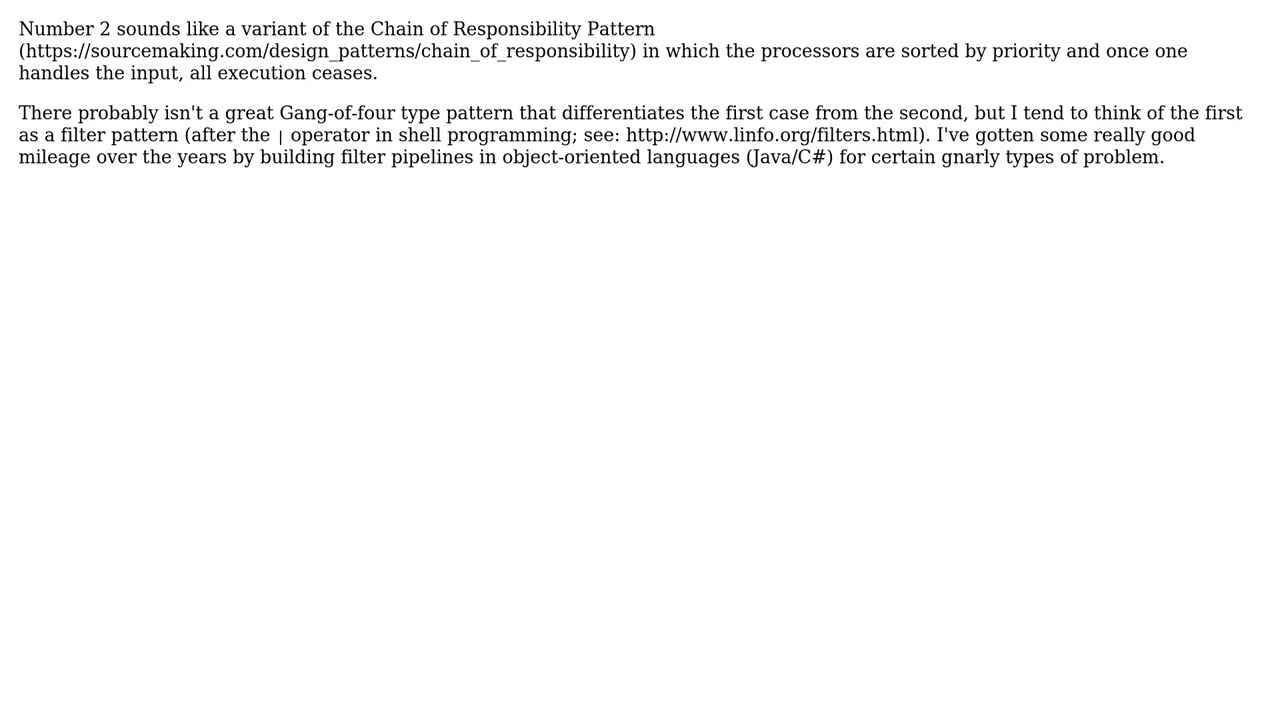 Number 2 sounds like a variant of the Chain of Responsibility Pattern
(https://sourcemaking.com/design_patterns/chain_of_responsibility) in which the processors are sorted by priority and once one
handles the input, all execution ceases.
There probably isn't a great Gang-of-four type pattern that differentiates the first case from the second, but I tend to think of the first
as a filter pattern (after the | operator in shell programming; see: http://www.linfo.org/filters.html). I've gotten some really good
mileage over the years by building filter pipelines in object-oriented languages (Java/C#) for certain gnarly types of problem.